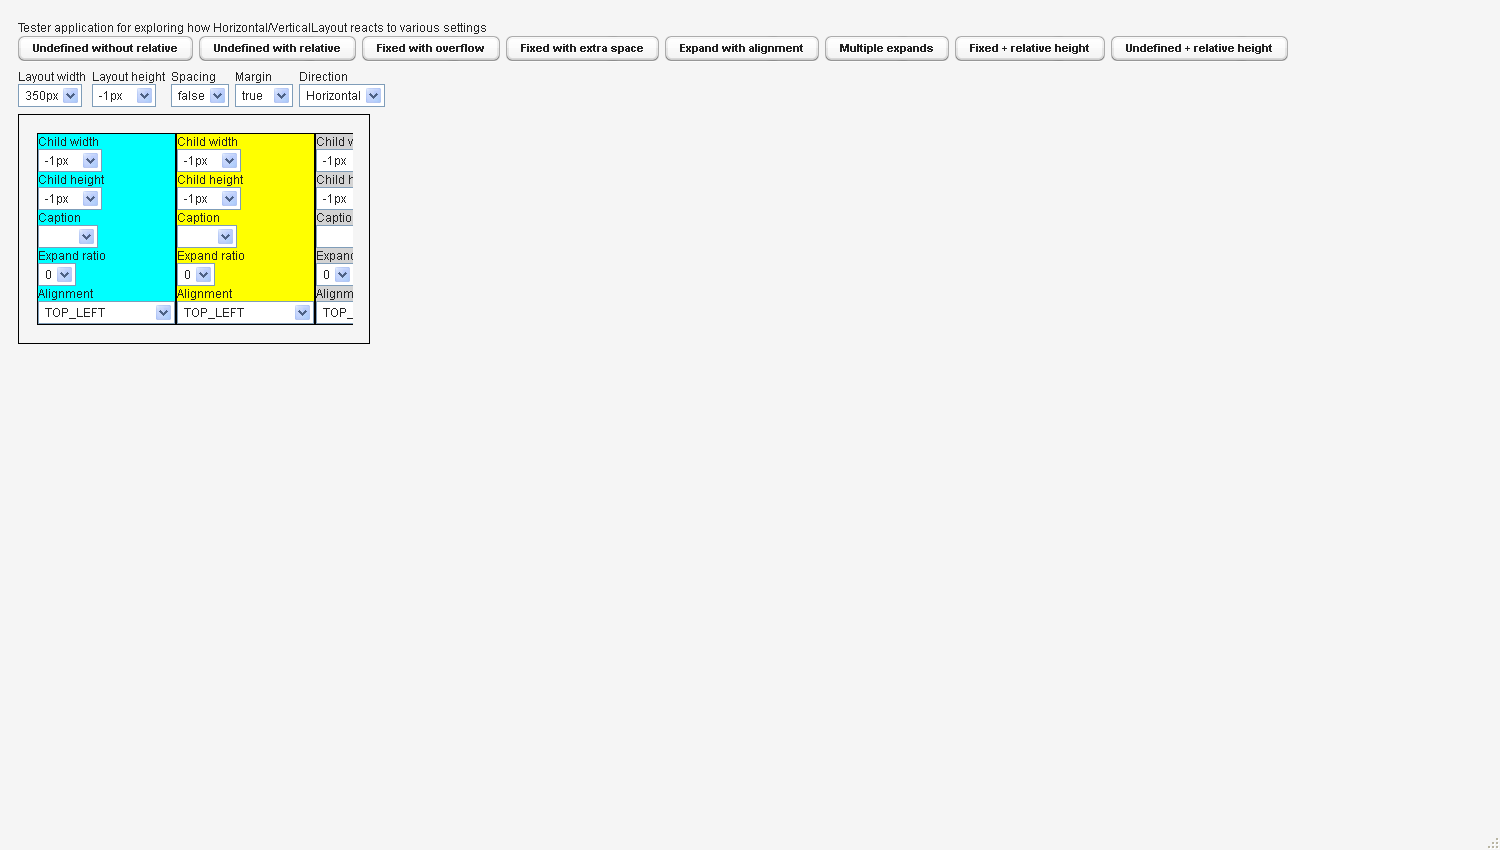 Tester application for exploring how Horizontal/VerticalLayout reacts to various settings
Undefined without relative Undefined with relative Fixed with overflow Fixed with extra space Expand with alignment Multiple expands Fixed + relative height Undefined + relative height
Layout width Layout height Spacing Margin Direction
350px -1px false true Horizontal
Child width Child width Child v
-1px -1px -1px
Child height Child height Child h
-1px -1px -1px
Caption Caption Captio
Expand ratio Expand ratio Expand
0 0 0
Alignment Alignment Alignm
TOP_LEFT TOP_LEFT TOP_